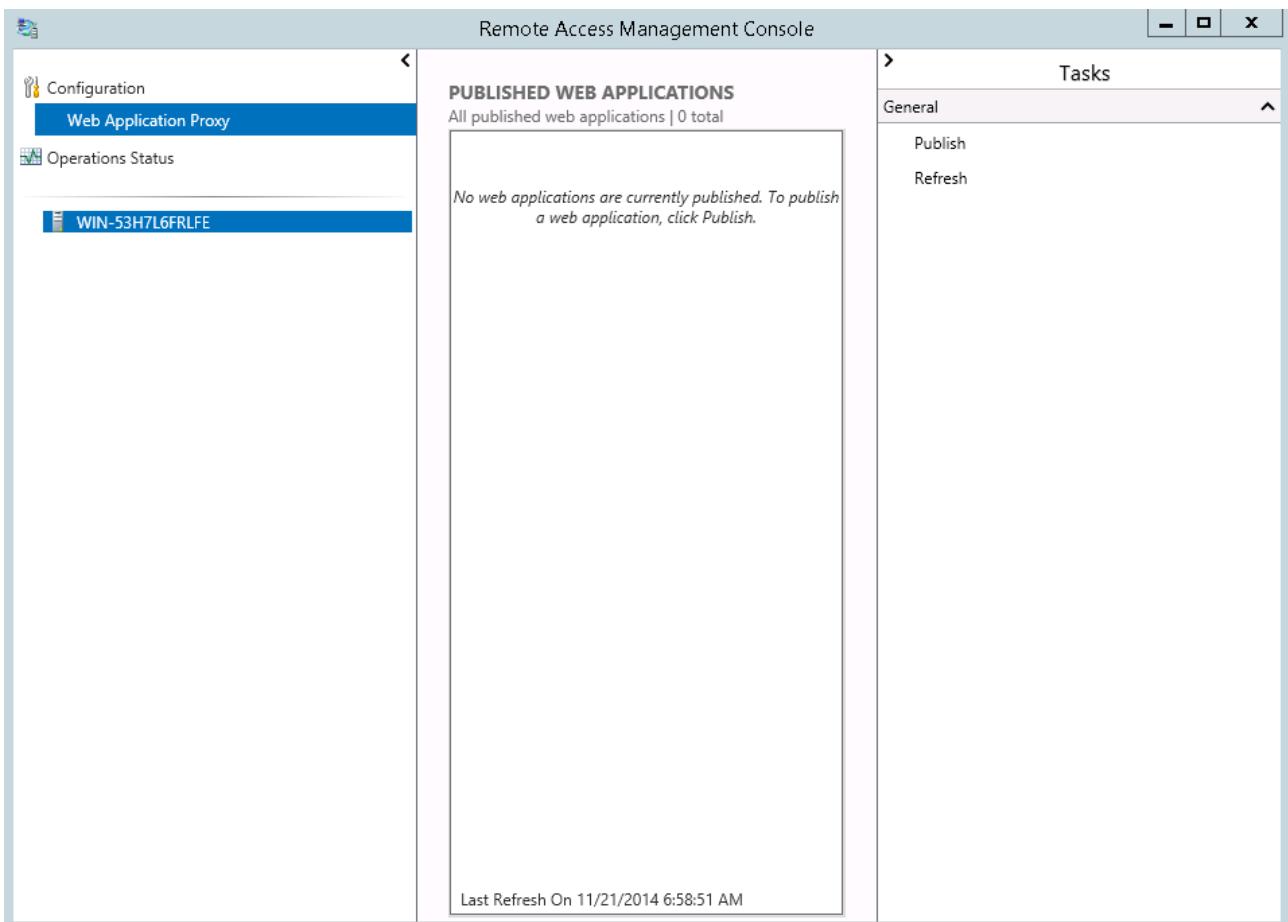 Remote Access Management Console
Configuration
Web Application Proxy
Operations Status
WIN-53H7L6FRLFE
PUBLISHED WEB APPLICATIONS
All published web applications | 0 total
No web applications are currently published. To publish
a web application, click Publish.
Last Refresh On 11/21/2014 6:58:51 AM
Tasks
General
Publish
Refresh